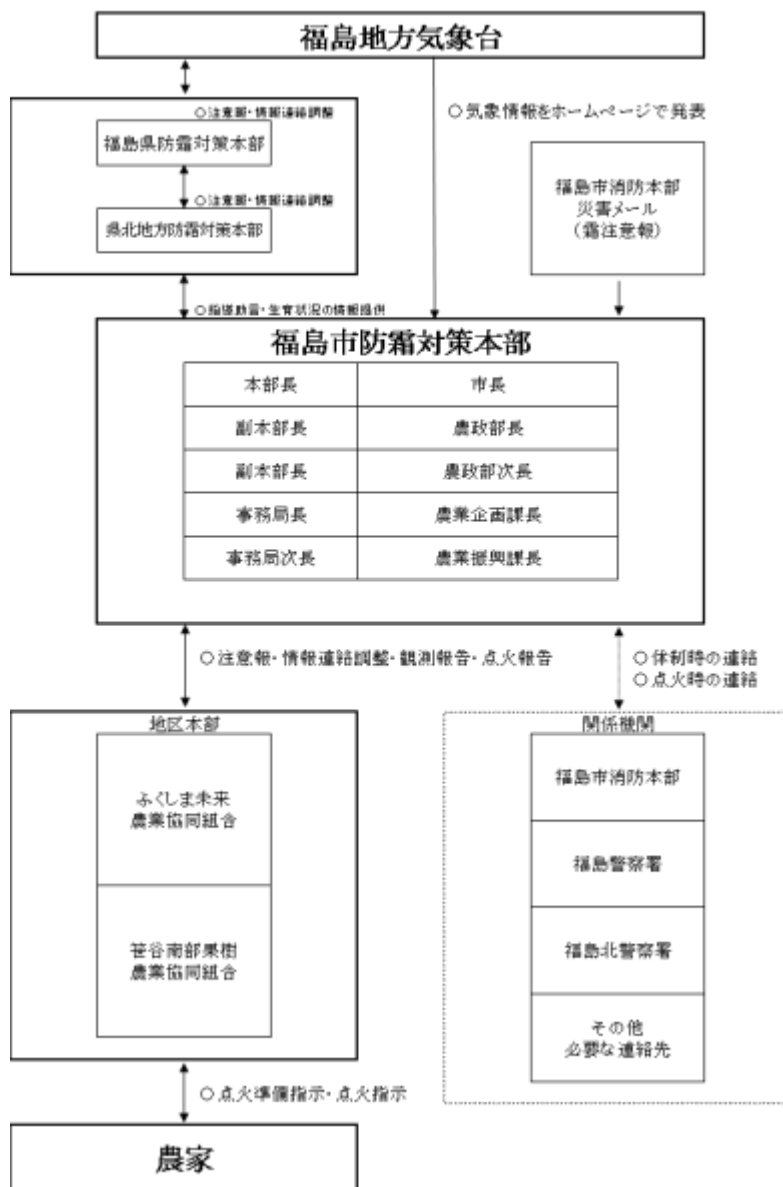 福島地方気象台
○注意報・情報連絡調整
福島県防霜対策本部
○注意報・情報連絡調整
県北地方防霜対策本部
○気象情報をホームページで発表
福島市消防本部
災害メール
(霜注意報)
○指導助言・生育状況の情報提供
福島市防霜対策本部
本部長 市長
副本部長 農政部長
副本部長 農政部次長
事務局長 農業企画課長
事務局次長 農業振興課長
○注意報・情報連絡調整・観測報告・点火報告
○体制時の連絡
○点火時の連絡
地区本部
ふくしま未来
農業協同組合
笹谷南部果樹
農業協同組合
関係機関
福島市消防本部
福島警察署
福島北警察署
その他
必要な連絡先
○点火準備指示・点火指示
農家